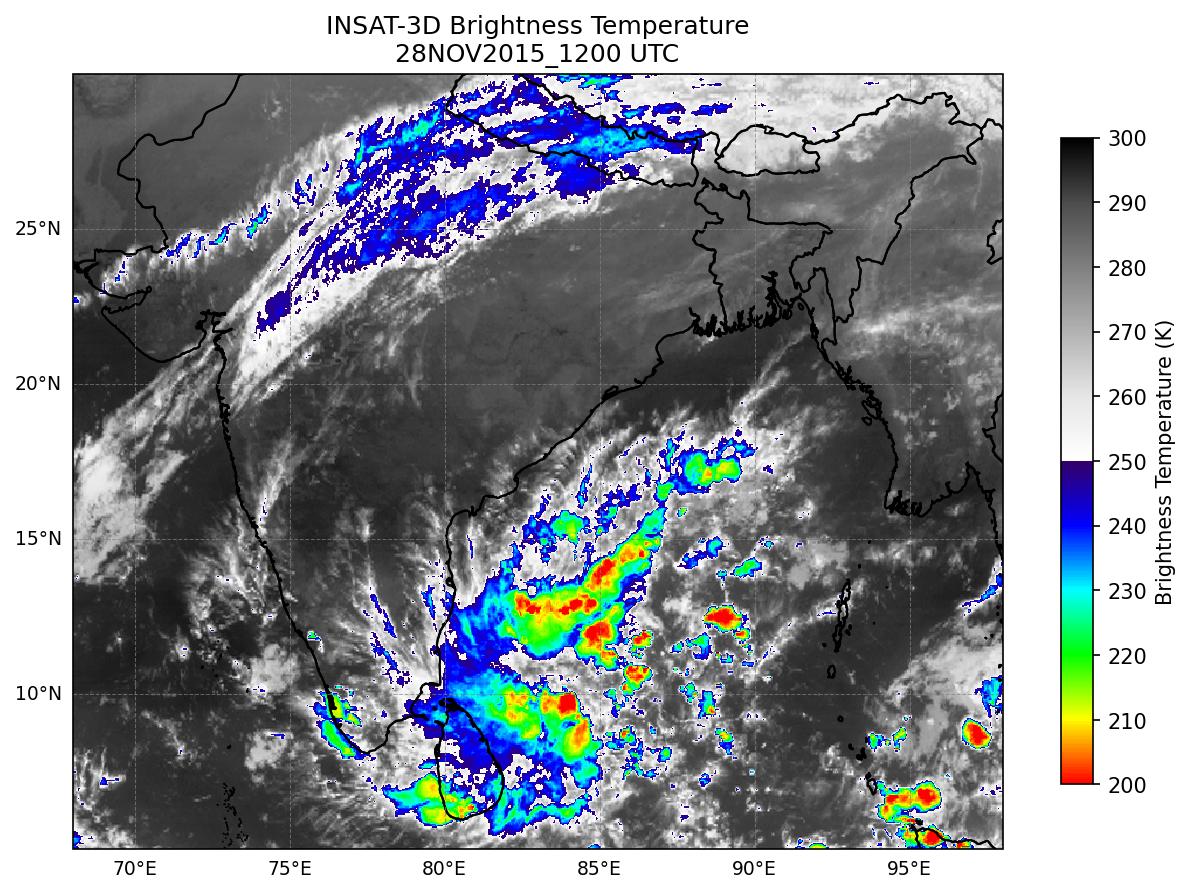 INSAT-3D Brightness Temperature
28NOV2015_1200 UTC
25°N
20°N
15°N
10°N
70°E
75°E
80°E
85°E
90°E
95°E
300
290
280
270
260
250
240
230
220
210
200
Brightness Temperature (K)